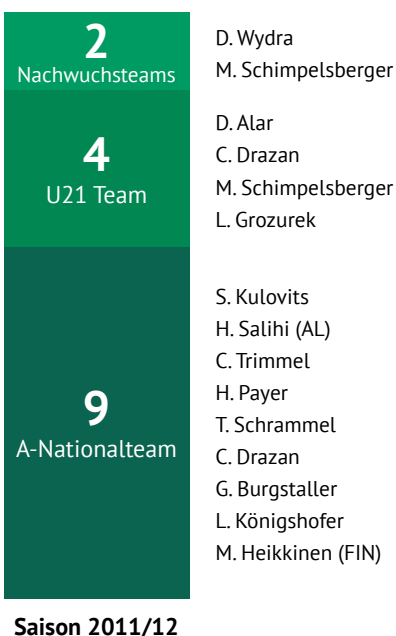 2
Nachwuchsteams
D. Wydra
M. Schimpelsberger
4
U21 Team
D. Alar
C. Drazan
M. Schimpelsberger
L. Grozurek
9
A-Nationalteam
S. Kulovits
H. Salihi (AL)
C. Trimmel
H. Payer
T. Schrammel
C. Drazan
G. Burgstaller
L. Königshofer
M. Heikkinen (FIN)
Saison 2011/12